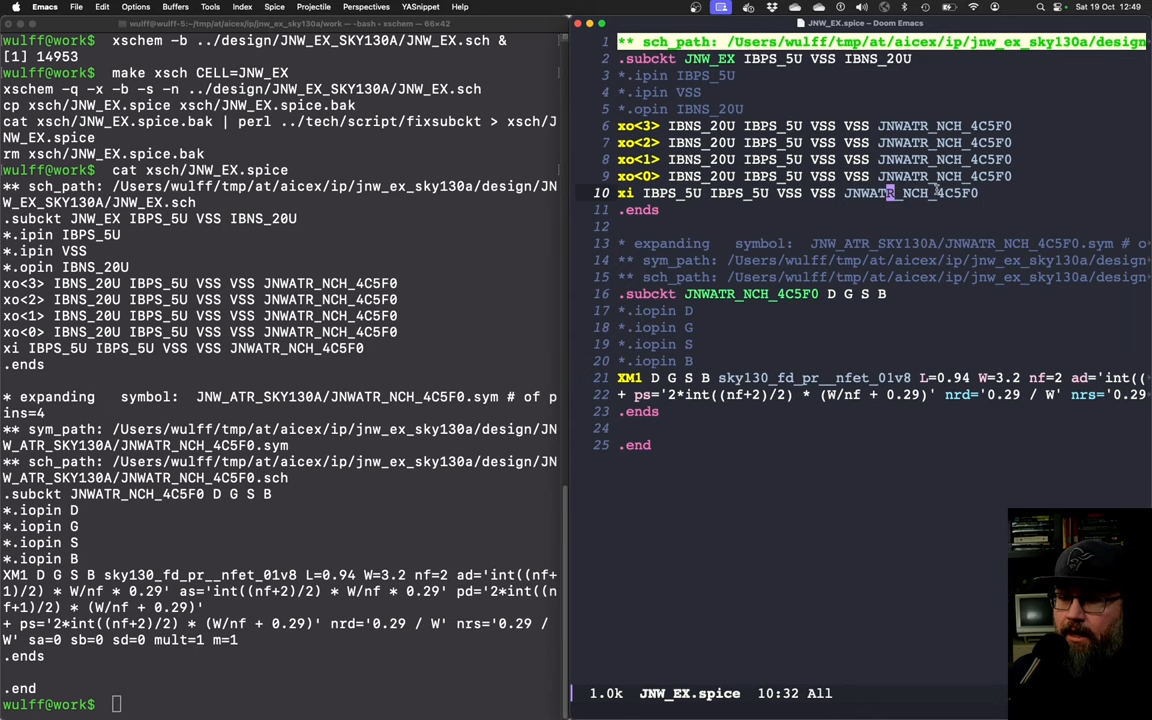 Emacs File Edit Options Buffers Tools Index Spice Projectile Perspectives YASnippet Help Sat 19 Oct 12:49
wulff@work:~/tmp/at/aicex/ip/jnw_ex_sky130a/work — -bash - xschem — 66×42
wulff@work$ xschem -b ../design/JNW_EX_SKY130A/JNW_EX.sch &
[1] 14953
wulff@work$ make xsch CELL=JNW_EX
xschem -q -x -b -s -n ../design/JNW_EX_SKY130A/JNW_EX.sch
cp xsch/JNW_EX.spice xsch/JNW_EX.spice.bak
cat xsch/JNW_EX.spice.bak | perl ../tech/script/fixsubckt > xsch/J
NW_EX.spice
rm xsch/JNW_EX.spice.bak
wulff@work$ cat xsch/JNW_EX.spice
** sch_path: /Users/wulff/tmp/at/aicex/ip/jnw_ex_sky130a/design/JN
W_EX_SKY130A/JNW_EX.sch
.subckt JNW_EX IBPS_5U VSS IBNS_20U
*.ipin IBPS_5U
*.ipin VSS
*.opin IBNS_20U
xo<3> IBNS_20U IBPS_5U VSS VSS JNWATR_NCH_4C5F0
xo<2> IBNS_20U IBPS_5U VSS VSS JNWATR_NCH_4C5F0
xo<1> IBNS_20U IBPS_5U VSS VSS JNWATR_NCH_4C5F0
xo<0> IBNS_20U IBPS_5U VSS VSS JNWATR_NCH_4C5F0
xi IBPS_5U IBPS_5U VSS VSS JNWATR_NCH_4C5F0
.ends
* expanding   symbol:  JNW_ATR_SKY130A/JNWATR_NCH_4C5F0.sym # of p
ins=4
** sym_path: /Users/wulff/tmp/at/aicex/ip/jnw_ex_sky130a/design/JN
W_ATR_SKY130A/JNWATR_NCH_4C5F0.sym
** sch_path: /Users/wulff/tmp/at/aicex/ip/jnw_ex_sky130a/design/JN
W_ATR_SKY130A/JNWATR_NCH_4C5F0.sch
.subckt JNWATR_NCH_4C5F0 D G S B
*.iopin D
*.iopin G
*.iopin S
*.iopin B
XM1 D G S B sky130_fd_pr__nfet_01v8 L=0.94 W=3.2 nf=2 ad='int((nf+
1)/2) * W/nf * 0.29' as='int((nf+2)/2) * W/nf * 0.29' pd='2*int((n
f+1)/2) * (W/nf + 0.29)'
+ ps='2*int((nf+2)/2) * (W/nf + 0.29)' nrd='0.29 / W' nrs='0.29 /
W' sa=0 sb=0 sd=0 mult=1 m=1
.ends
.end
wulff@work$
JNW_EX.spice – Doom Emacs
1 ** sch_path: /Users/wulff/tmp/at/aicex/ip/jnw_ex_sky130a/design
2 .subckt JNW_EX IBPS_5U VSS IBNS_20U
3 *.ipin IBPS_5U
4 *.ipin VSS
5 *.opin IBNS_20U
6 xo<3> IBNS_20U IBPS_5U VSS VSS JNWATR_NCH_4C5F0
7 xo<2> IBNS_20U IBPS_5U VSS VSS JNWATR_NCH_4C5F0
8 xo<1> IBNS_20U IBPS_5U VSS VSS JNWATR_NCH_4C5F0
9 xo<0> IBNS_20U IBPS_5U VSS VSS JNWATR_NCH_4C5F0
10 xi IBPS_5U IBPS_5U VSS VSS JNWATR_NCH_4C5F0
11 .ends
12
13 * expanding   symbol:  JNW_ATR_SKY130A/JNWATR_NCH_4C5F0.sym # o
14 ** sym_path: /Users/wulff/tmp/at/aicex/ip/jnw_ex_sky130a/design
15 ** sch_path: /Users/wulff/tmp/at/aicex/ip/jnw_ex_sky130a/design
16 .subckt JNWATR_NCH_4C5F0 D G S B
17 *.iopin D
18 *.iopin G
19 *.iopin S
20 *.iopin B
21 XM1 D G S B sky130_fd_pr__nfet_01v8 L=0.94 W=3.2 nf=2 ad='int((
22 + ps='2*int((nf+2)/2) * (W/nf + 0.29)' nrd='0.29 / W' nrs='0.29
23 .ends
24
25 .end
1.0k JNW_EX.spice 10:32 All